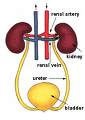 renal artery
kidney
renal vein
ureter
bladder